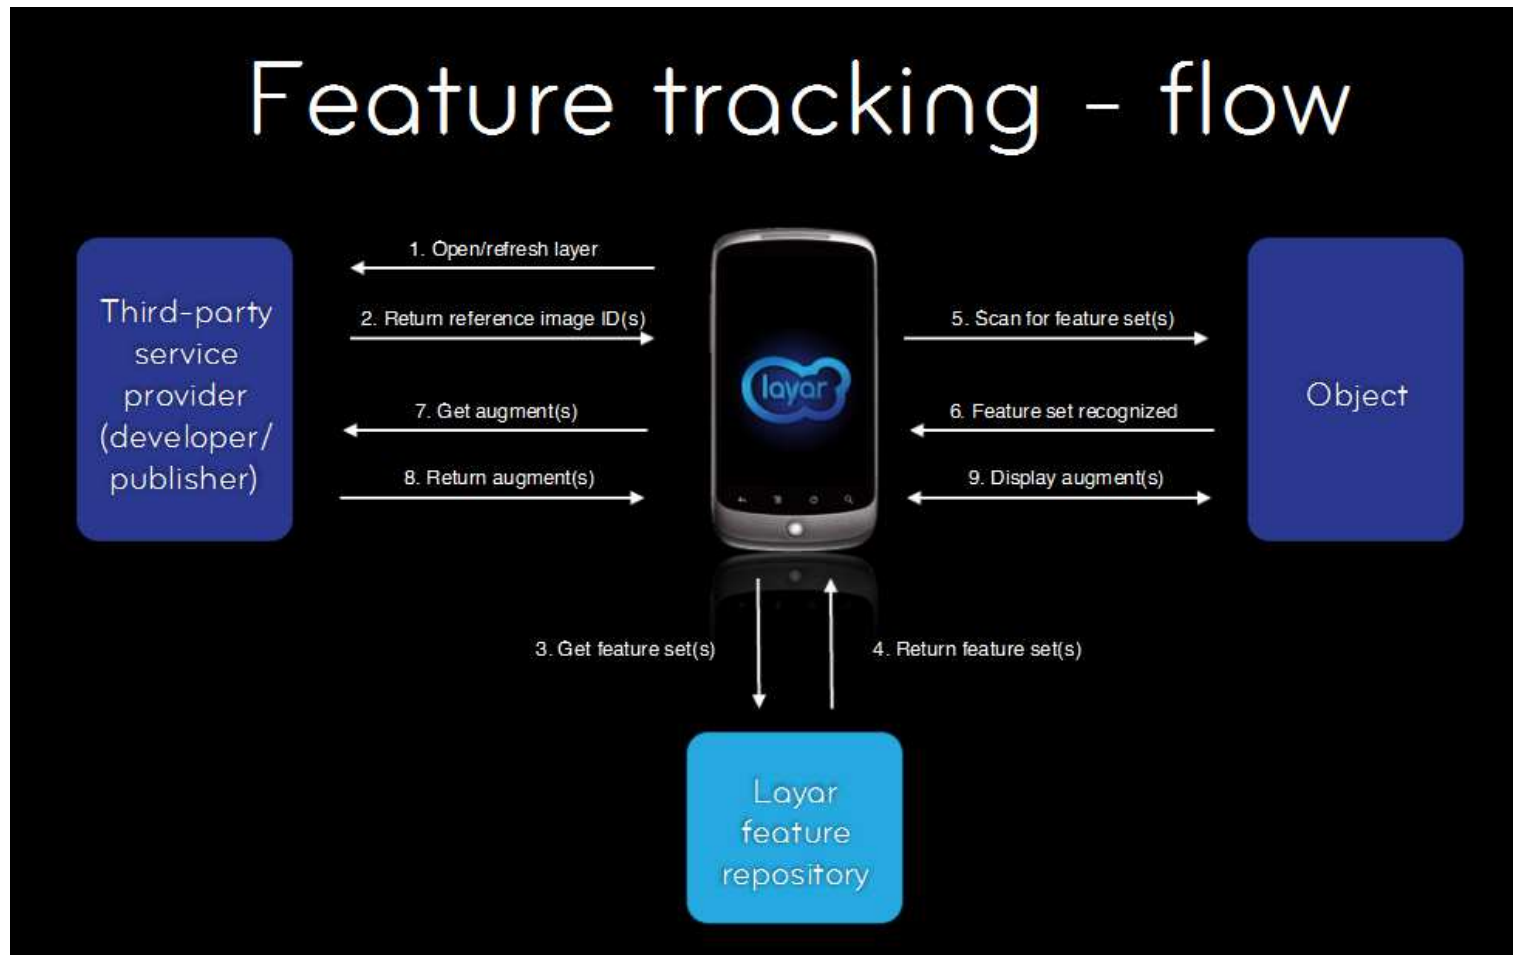 Feature tracking - flow
Third-party
service
provider
(developer/
publisher)
1. Open/refresh layer
2. Return reference image ID(s)
7. Get augment(s)
8. Return augment(s)
layar
5. Scan for feature set(s)
6. Feature set recognized
9. Display augment(s)
Object
3. Get feature set(s)
4. Return feature set(s)
Layar
feature
repository